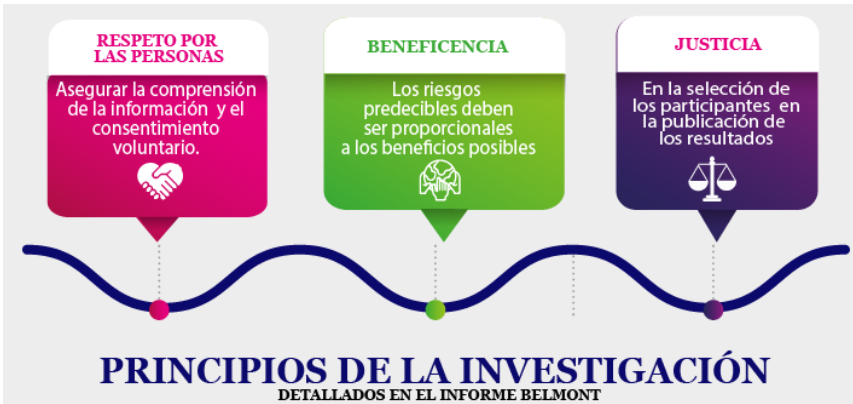 RESPETO POR
LAS PERSONAS
Asegurar la comprensión
de la información y el
consentimiento
voluntario.
BENEFICENCIA
Los riesgos
predecibles deben
ser proporcionales
a los beneficios posibles
JUSTICIA
En la selección de
los participantes en
la publicación de
los resultados
PRINCIPIOS DE LA INVESTIGACIÓN
DETALLADOS EN EL INFORME BELMONT